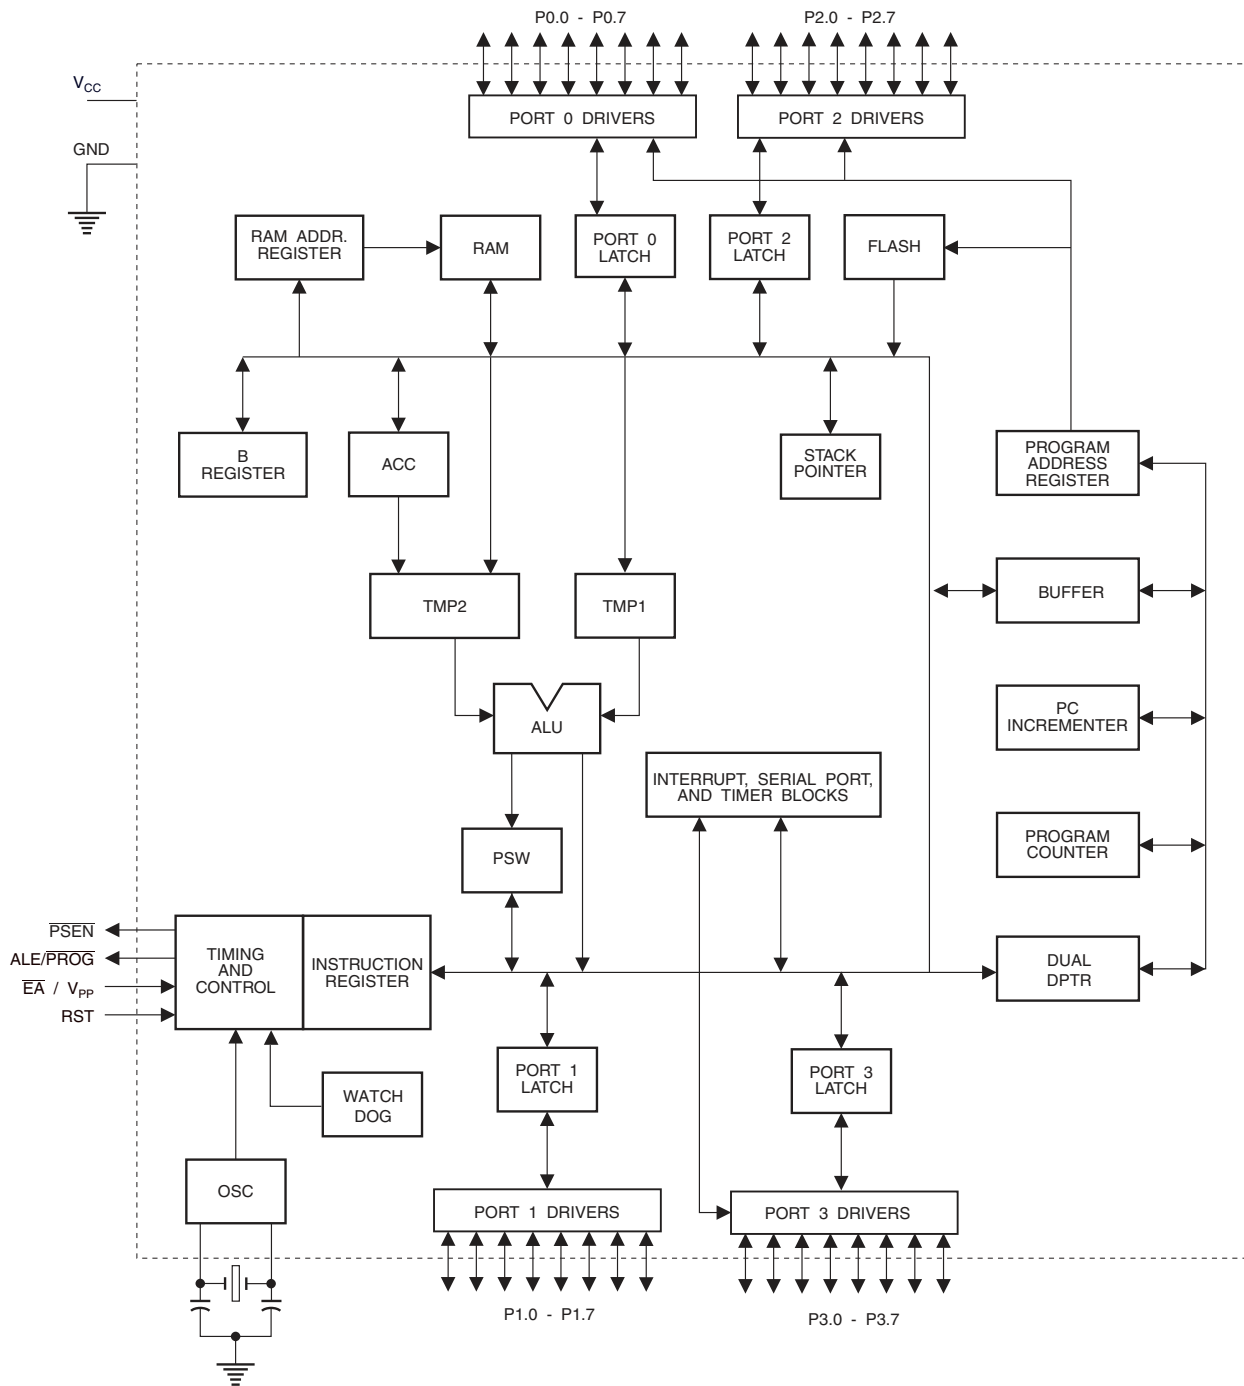 P0.0 - P0.7
P2.0 - P2.7
VCC
PORT 0 DRIVERS
PORT 2 DRIVERS
GND
RAM ADDR.
REGISTER
RAM
PORT 0
LATCH
PORT 2
LATCH
FLASH
B
REGISTER
ACC
STACK
POINTER
PROGRAM
ADDRESS
REGISTER
TMP2
TMP1
BUFFER
ALU
PC
INCREMENTER
INTERRUPT, SERIAL PORT,
AND TIMER BLOCKS
PSW
PROGRAM
COUNTER
PSEN
ALE/PROG
EA / VPP
RST
TIMING
AND
CONTROL
INSTRUCTION
REGISTER
DUAL
DPTR
PORT 1
LATCH
PORT 3
LATCH
WATCH
DOG
OSC
PORT 1 DRIVERS
PORT 3 DRIVERS
P1.0 - P1.7
P3.0 - P3.7